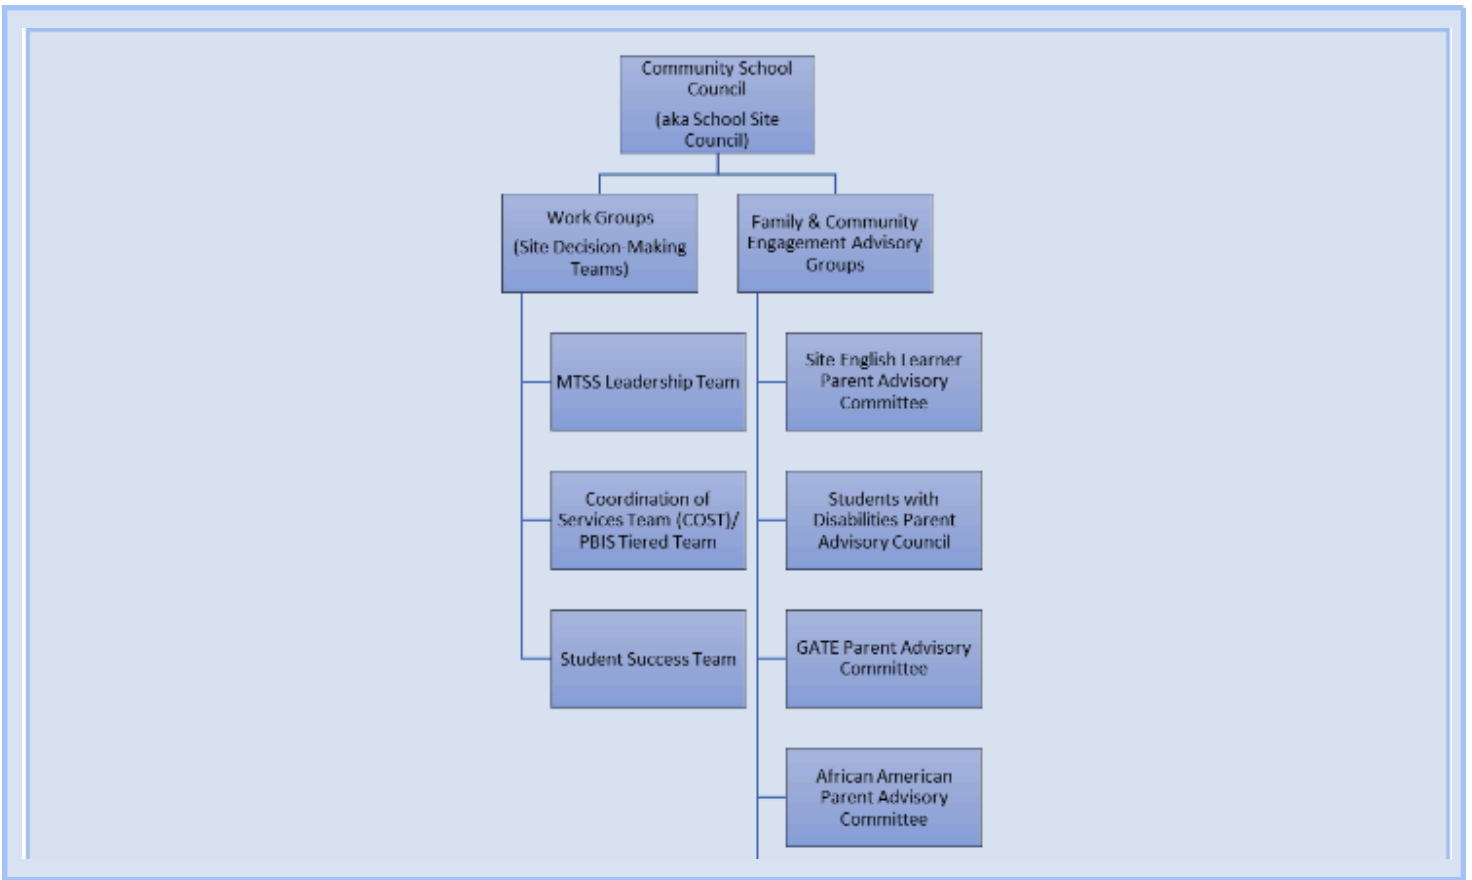 Community School
Council
(aka School Site
Council)
Work Groups
(Site Decision-Making
Teams)
Family & Community
Engagement Advisory
Groups
MTSS Leadership Team
Coordination of
Services Team (COST)/
PBIS Tiered Team
Student Success Team
Site English Learner
Parent Advisory
Committee
Students with
Disabilities Parent
Advisory Council
GATE Parent Advisory
Committee
African American
Parent Advisory
Committee